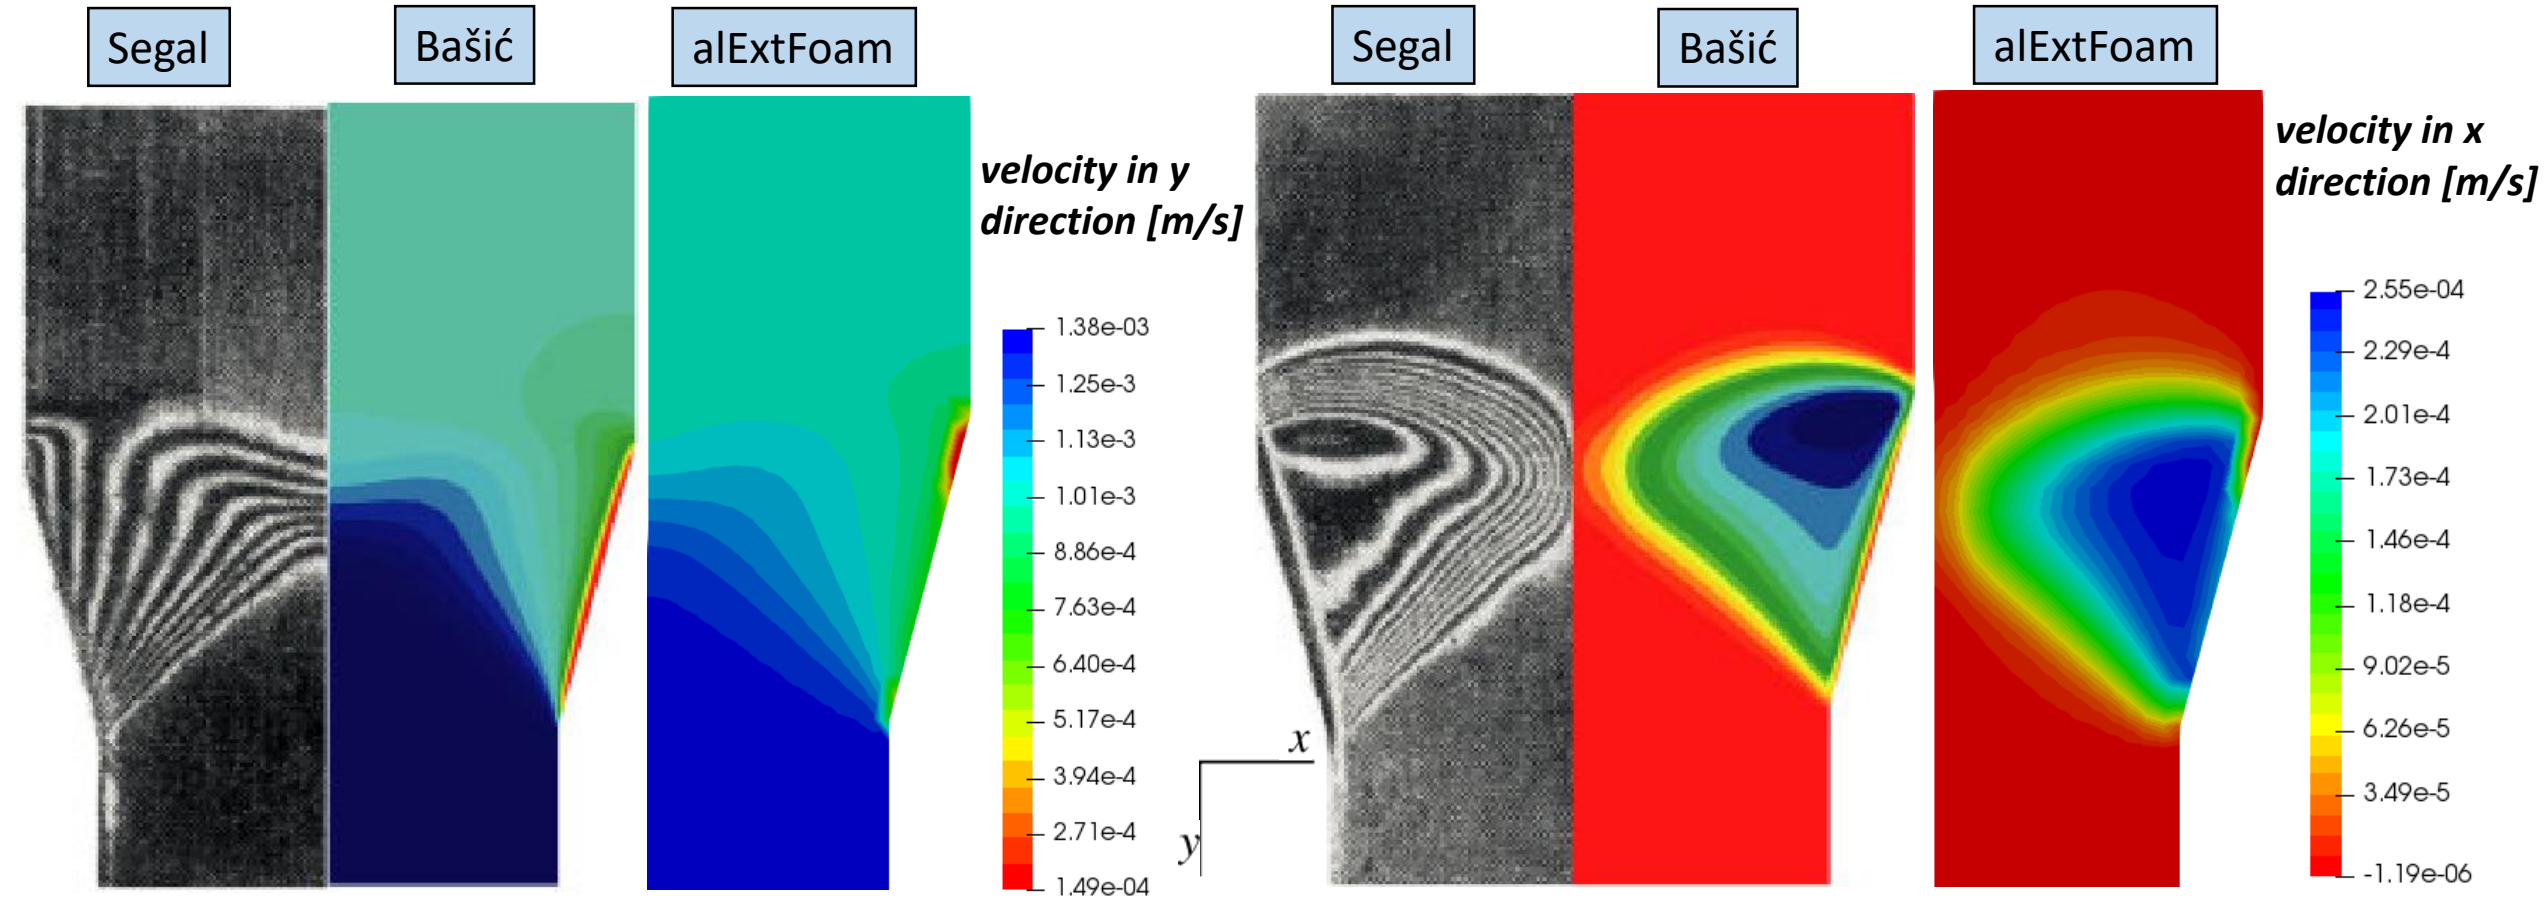 Segal
Bašić
alExtFoam
velocity in y
direction [m/s]
1.38e-03
1.25e-3
1.13e-3
1.01e-3
8.86e-4
7.63e-4
6.40e-4
5.17e-4
3.94e-4
2.71e-4
1.49e-04
Segal
Bašić
alExtFoam
velocity in x
direction [m/s]
2.55e-04
2.29e-4
2.01e-4
1.73e-4
1.46e-4
1.18e-4
9.02e-5
6.26e-5
3.49e-5
-1.19e-06
x
y